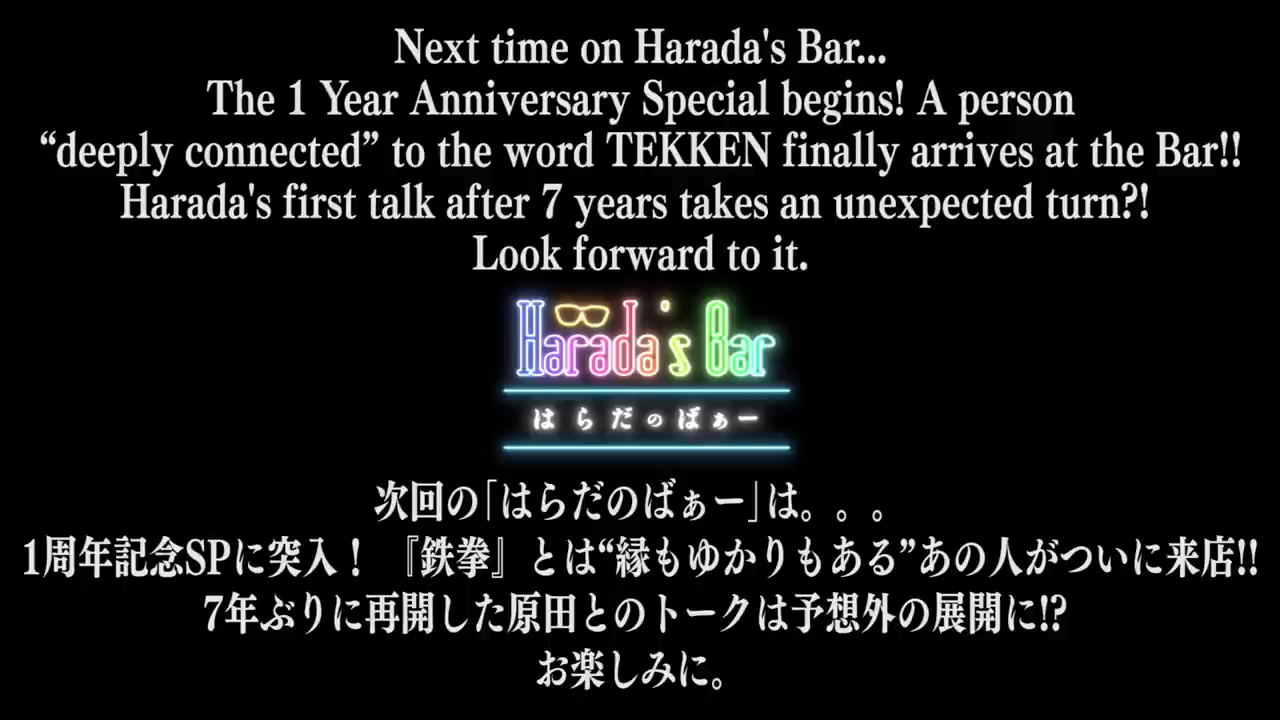 Next time on Harada's Bar...
The 1 Year Anniversary Special begins! A person
“deeply connected” to the word TEKKEN finally arrives at the Bar!!
Harada's first talk after 7 years takes an unexpected turn?!
Look forward to it.
Harada's Bar
はらだのばぁー
次回の「はらだのばぁー」は。。。
1周年記念SPに突入！ 『鉄拳』とは“縁もゆかりもある”あの人がついに来店!!
7年ぶりに再開した原田とのトークは予想外の展開に!?
お楽しみに。